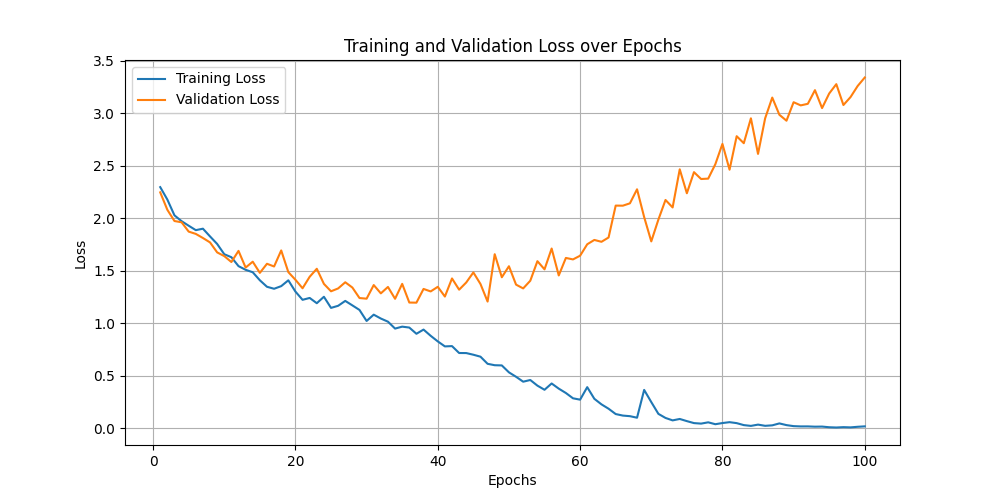 Training and Validation Loss over Epochs
Training Loss
Validation Loss
Loss
3.5
3.0
2.5
2.0
1.5
1.0
0.5
0.0
0 20 40 60 80 100
Epochs